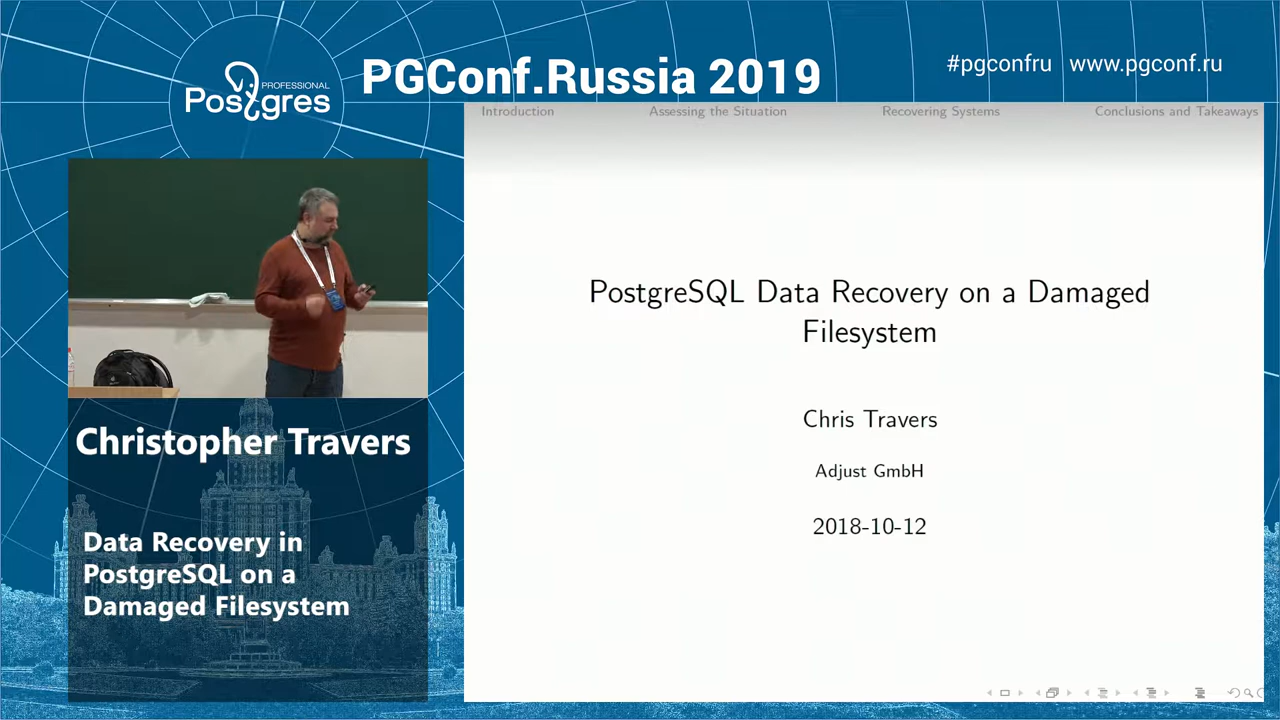 PROFESSIONAL
Postgres
PGConf.Russia 2019
#pgconfru www.pgconf.ru
Introduction Assessing the Situation Recovering Systems Conclusions and Takeaways
PostgreSQL Data Recovery on a Damaged
Filesystem
Chris Travers
Adjust GmbH
2018-10-12
Christopher Travers
Data Recovery in
PostgreSQL on a
Damaged Filesystem